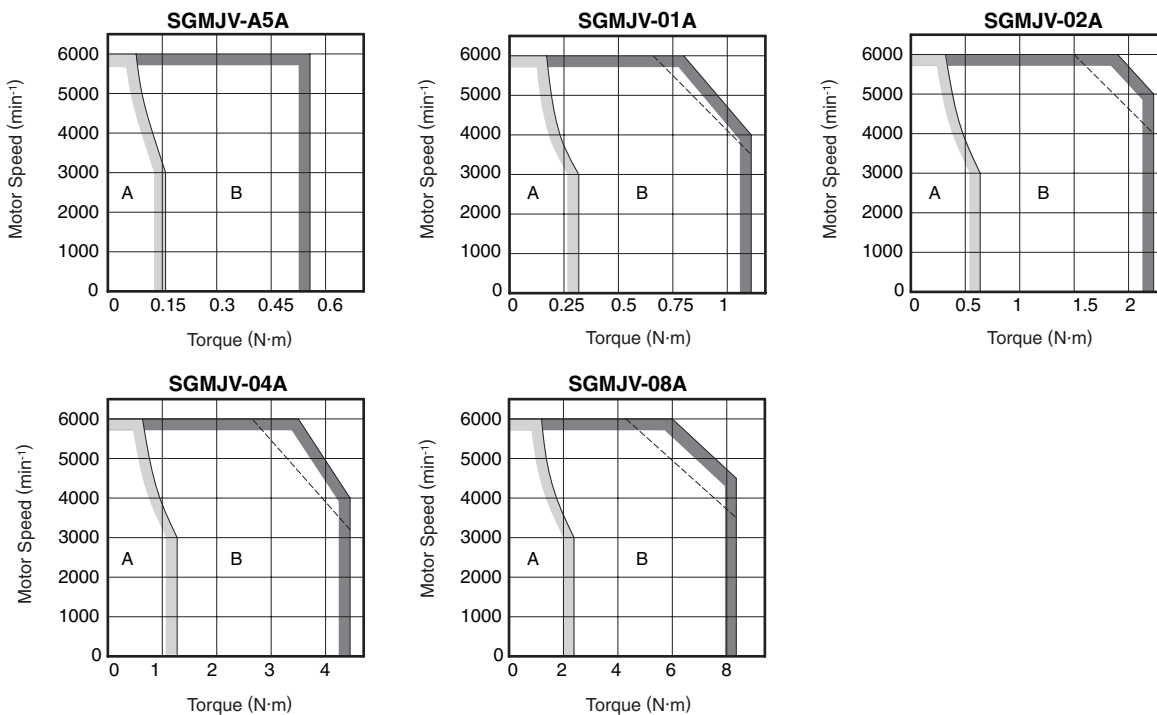 SGMJV-A5A
Motor Speed (min-1)
6000
5000
4000
3000
2000
1000
0
A
B
0 0.15 0.3 0.45 0.6
Torque (N·m)
SGMJV-01A
Motor Speed (min-1)
6000
5000
4000
3000
2000
1000
0
A
B
0 0.25 0.5 0.75 1
Torque (N·m)
SGMJV-02A
Motor Speed (min-1)
6000
5000
4000
3000
2000
1000
0
A
B
0 0.5 1 1.5 2
Torque (N·m)
SGMJV-04A
Motor Speed (min-1)
6000
5000
4000
3000
2000
1000
0
A
B
0 1 2 3 4
Torque (N·m)
SGMJV-08A
Motor Speed (min-1)
6000
5000
4000
3000
2000
1000
0
A
B
0 2 4 6 8
Torque (N·m)